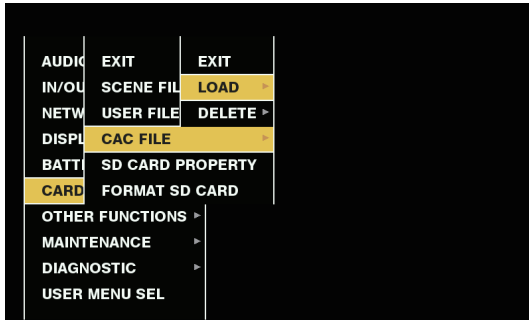 AUDIO EXIT EXIT
IN/OU SCENE FIL LOAD
NETW USER FILE DELETE
DISPL CAC FILE
BATT SD CARD PROPERTY
CARD FORMAT SD CARD
OTHER FUNCTIONS
MAINTENANCE
DIAGNOSTIC
USER MENU SEL